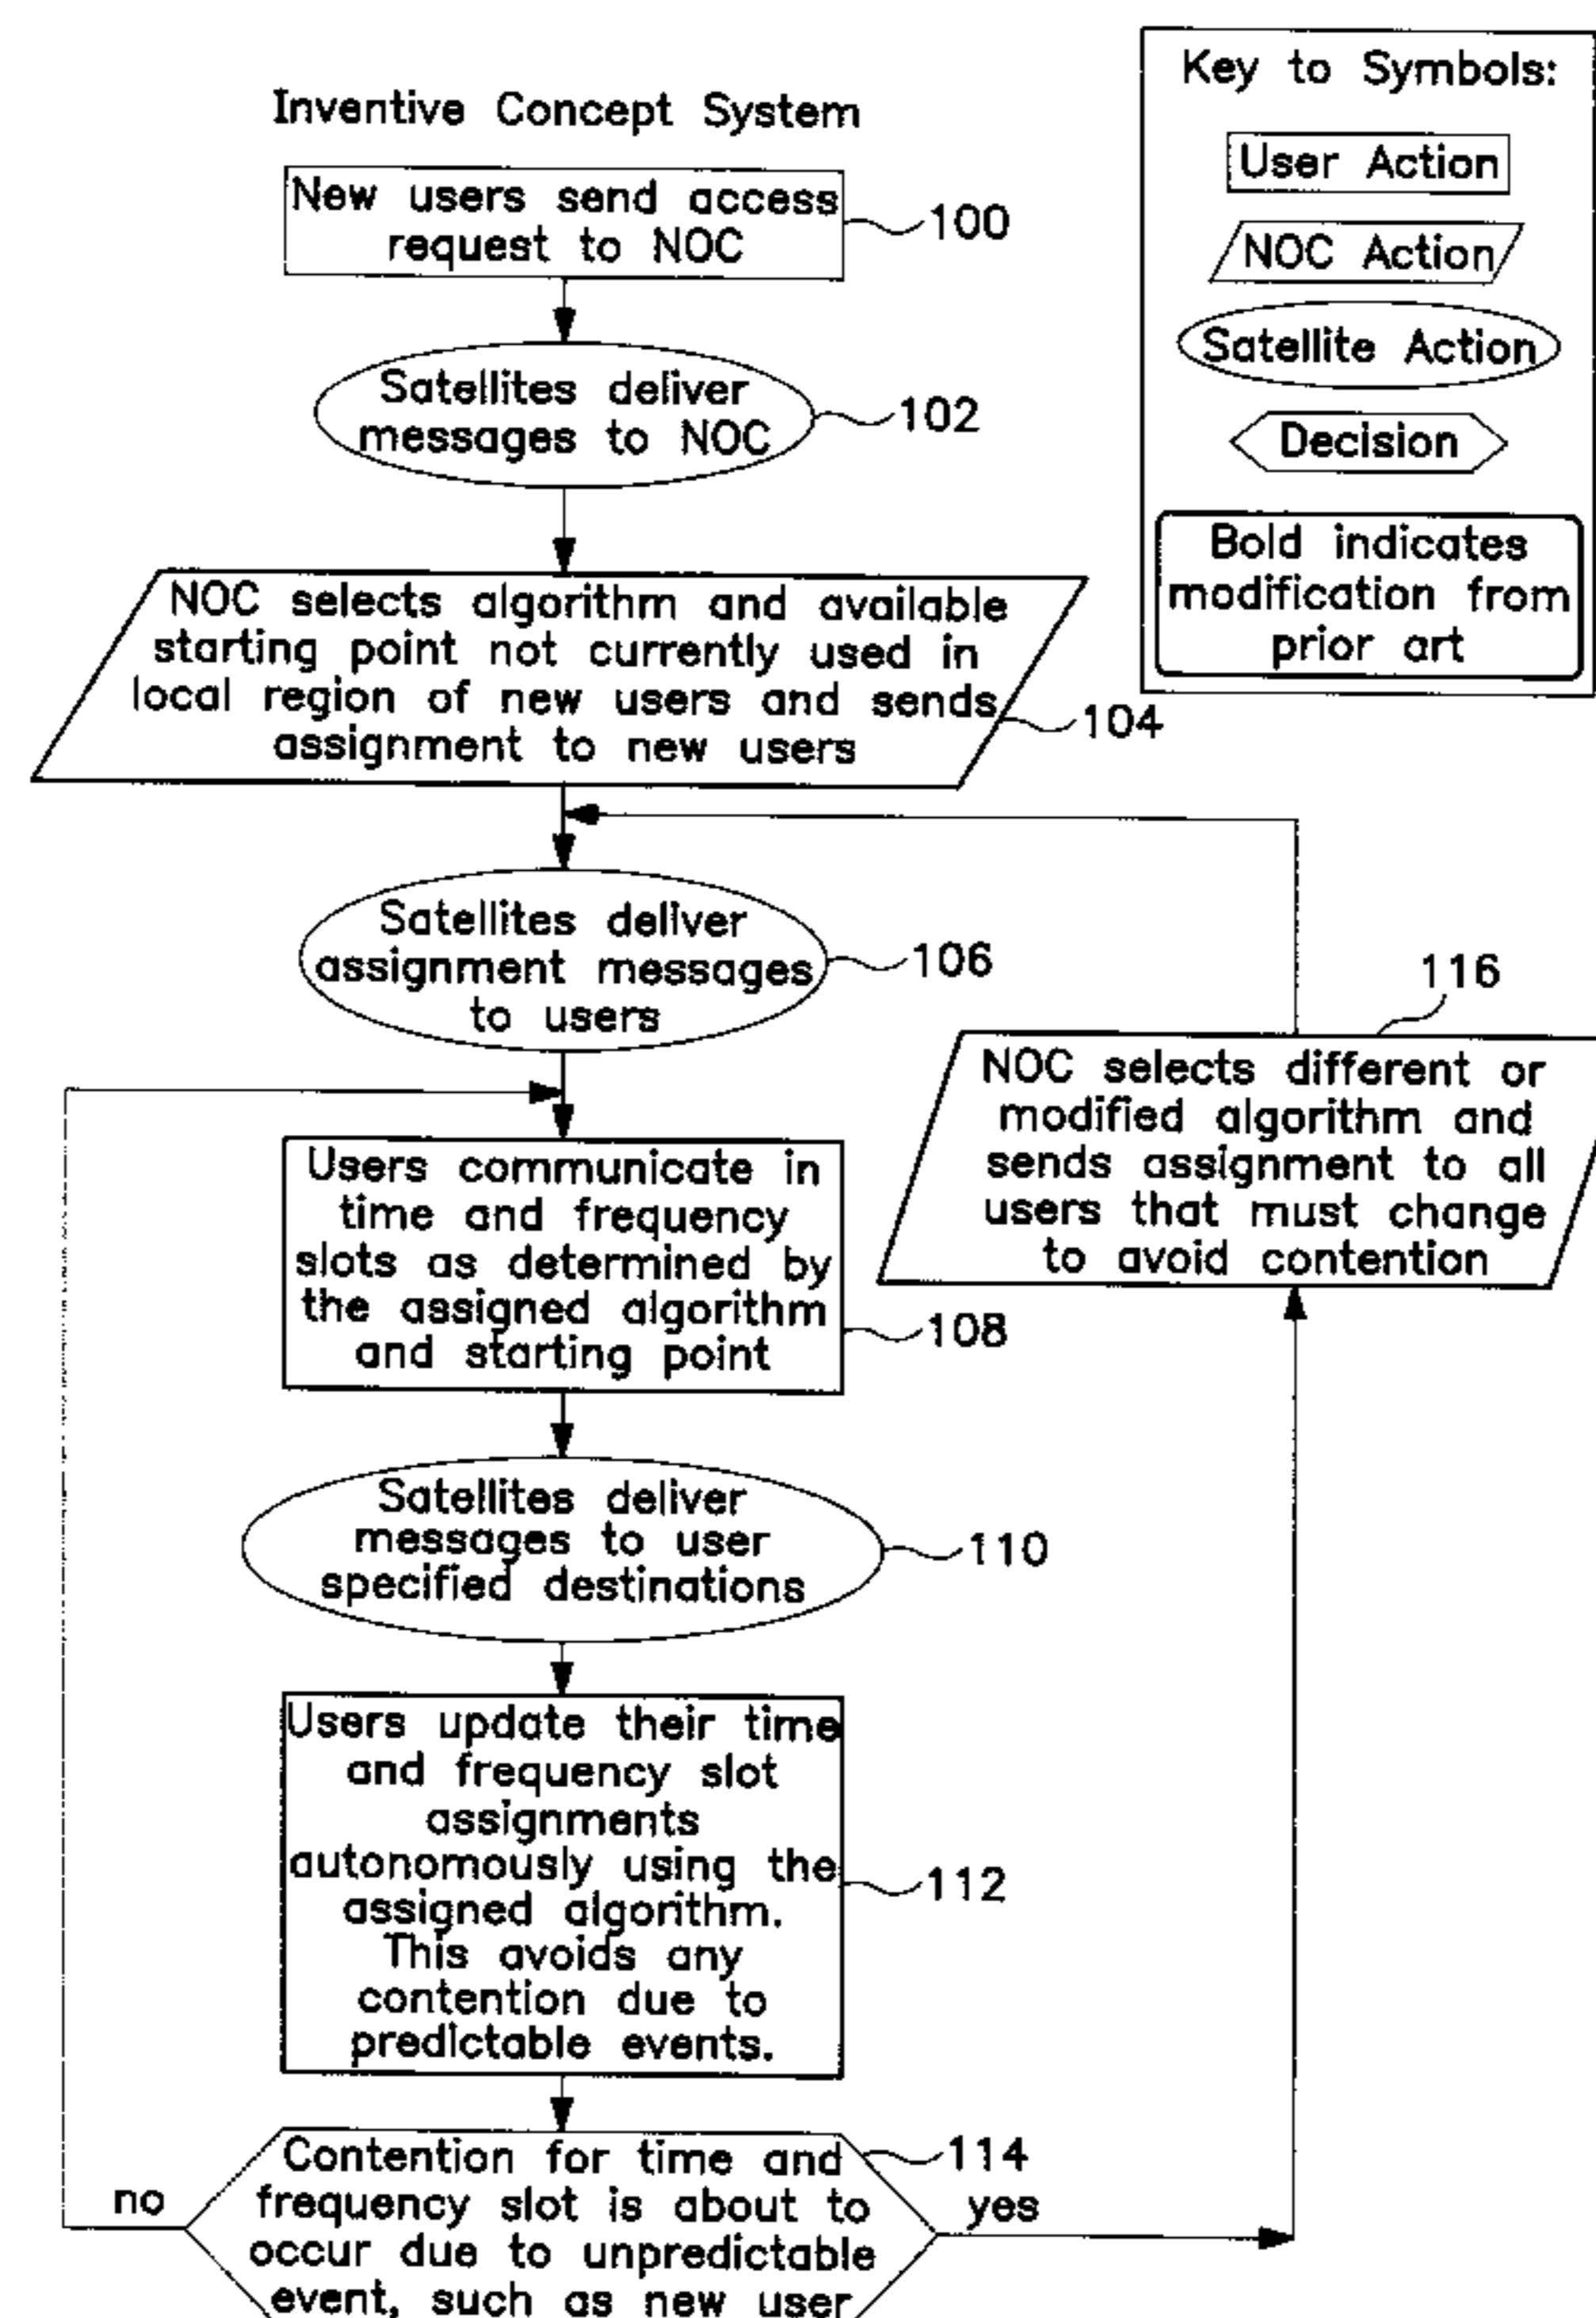 Inventive Concept System
New users send access
request to NOC
100
Satellites deliver
messages to NOC
102
NOC selects algorithm and available
starting point not currently used in
local region of new users and sends
assignment to new users
104
Satellites deliver
assignment messages
to users
106
Users communicate in
time and frequency
slots as determined by
the assigned algorithm
and starting point
108
Satellites deliver
messages to user
specified destinations
110
Users update their time
and frequency slot
assignments
autonomously using the
assigned algorithm.
This avoids any
contention due to
predictable events.
112
Contention for time and
frequency slot is about to
occur due to unpredictable
event, such as new user
114
no
yes
116
NOC selects different or
modified algorithm and
sends assignment to all
users that must change
to avoid contention
Key to Symbols:
User Action
NOC Action
Satellite Action
Decision
Bold indicates
modification from
prior art